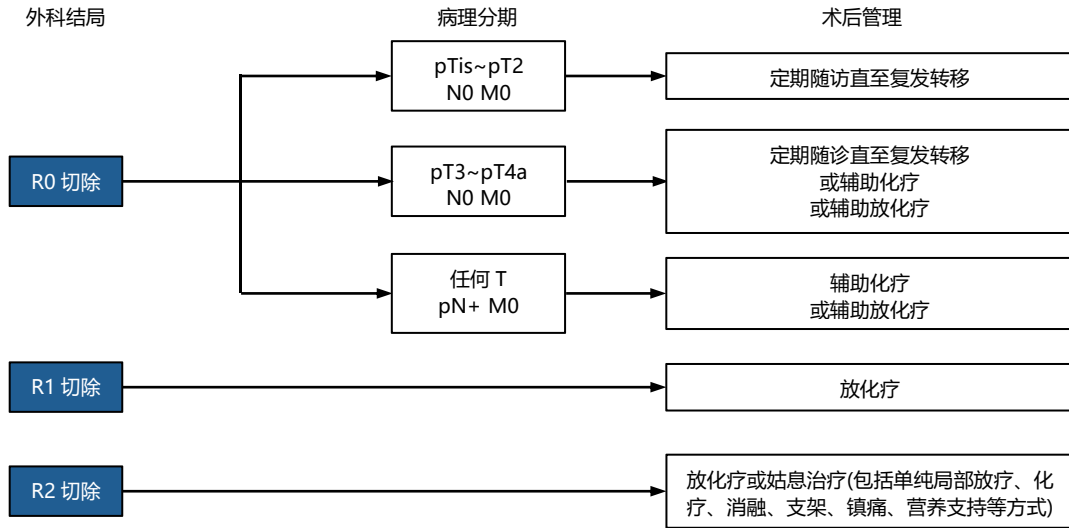 外科结局
病理分期
术后管理
R0 切除
pTis~pT2
N0 M0
定期随访直至复发转移
pT3~pT4a
N0 M0
定期随诊直至复发转移
或辅助化疗
或辅助放化疗
任何 T
pN+ M0
辅助化疗
或辅助放化疗
R1 切除
放化疗
R2 切除
放化疗或姑息治疗(包括单纯局部放疗、化
疗、消融、支架、镇痛、营养支持等方式)